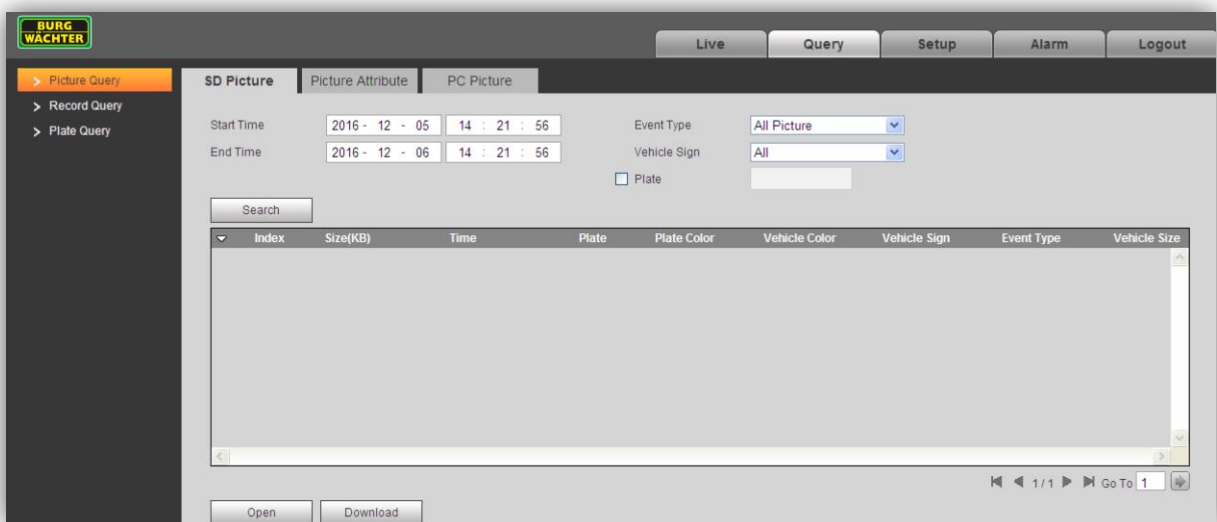 BURG
WÄCHTER
Live Query Setup Alarm Logout
> Picture Query
> Record Query
> Plate Query
SD Picture Picture Attribute PC Picture
Start Time 2016 - 12 - 05 14 : 21 : 56 Event Type All Picture
End Time 2016 - 12 - 06 14 : 21 : 56 Vehicle Sign All
Plate
Search
Index Size(KB) Time Plate Plate Color Vehicle Color Vehicle Sign Event Type Vehicle Size
1 / 1 Go To 1
Open Download